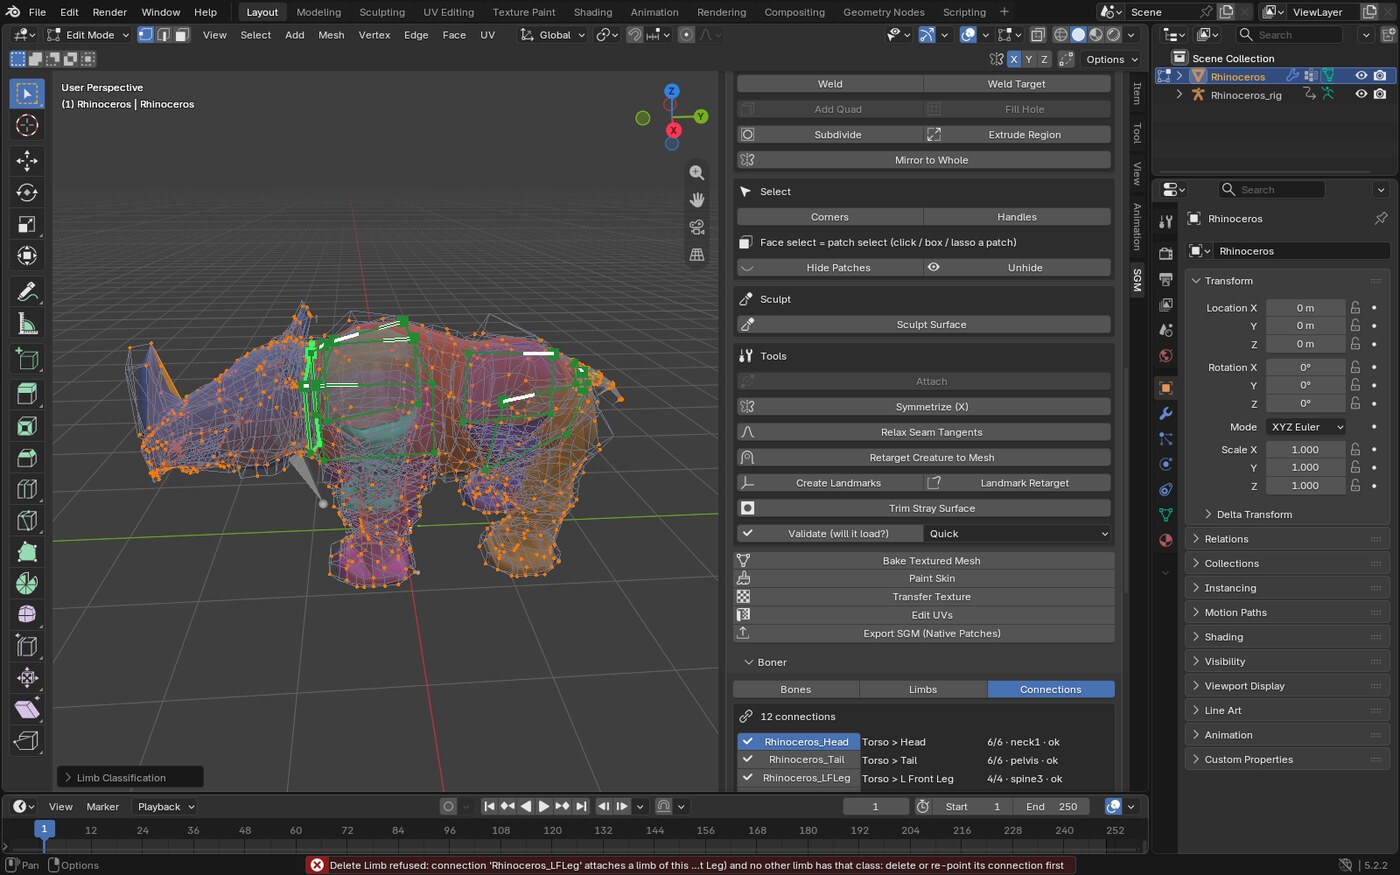 File Edit Render Window Help Layout Modeling Sculpting UV Editing Texture Paint Shading Animation Rendering Compositing Geometry Nodes Scripting Scene ViewLayer
Edit Mode View Select Add Mesh Vertex Edge Face UV Global Search
X Y Z Options
Scene Collection
Rhinoceros
Rhinoceros_rig
User Perspective
(1) Rhinoceros | Rhinoceros
Z
Y
X
Item
Tool
View
Animation
SGM
Weld Weld Target
Add Quad Fill Hole
Subdivide Extrude Region
Mirror to Whole
Select
Corners Handles
Face select = patch select (click / box / lasso a patch)
Hide Patches Unhide
Sculpt
Sculpt Surface
Tools
Attach
Symmetrize (X)
Relax Seam Tangents
Retarget Creature to Mesh
Create Landmarks Landmark Retarget
Trim Stray Surface
Validate (will it load?) Quick
Bake Textured Mesh
Paint Skin
Transfer Texture
Edit UVs
Export SGM (Native Patches)
Boner
Bones Limbs Connections
12 connections
Rhinoceros_Head Torso > Head 6/6 · neck1 · ok
Rhinoceros_Tail Torso > Tail 6/6 · pelvis · ok
Rhinoceros_LFLeg Torso > L Front Leg 4/4 · spine3 · ok
Search
Rhinoceros
Rhinoceros
Transform
Location X 0 m
Y 0 m
Z 0 m
Rotation X 0°
Y 0°
Z 0°
Mode XYZ Euler
Scale X 1.000
Y 1.000
Z 1.000
Delta Transform
Relations
Collections
Instancing
Motion Paths
Shading
Visibility
Viewport Display
Line Art
Animation
Custom Properties
Limb Classification
View Marker Playback 1 Start 1 End 250
1 12 24 36 48 60 72 84 96 108 120 132 144 156 168 180 192 204 216 228 240 252
Pan Options Delete Limb refused: connection 'Rhinoceros_LFLeg' attaches a limb of this ...t Leg) and no other limb has that class: delete or re-point its connection first 5.2.2